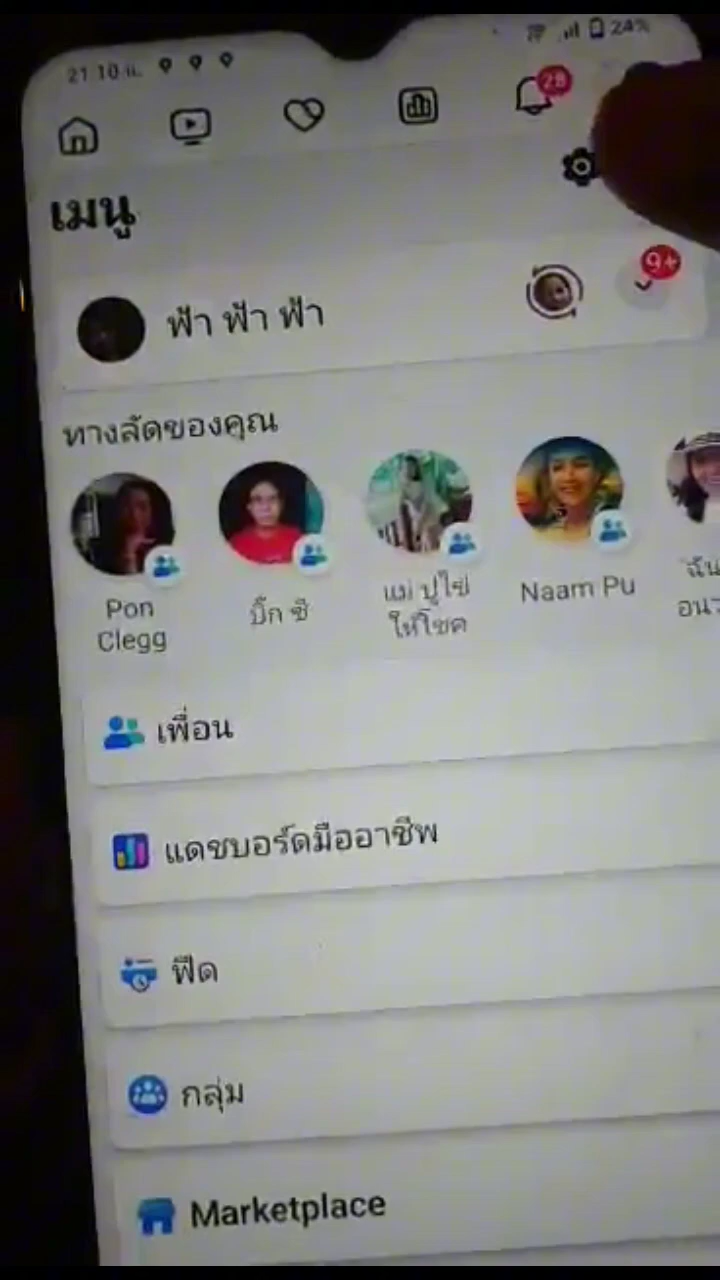 21 10 น.
24%
28
เมนู
ฟ้า ฟ้า ฟ้า
9+
ทางลัดของคุณ
Pon
Clegg
บิ๊ก ซี
แม่ ปูไข่
ให้โชค
Naam Pu
ฉัน
เพื่อน
แดชบอร์ดมืออาชีพ
ฟีด
กลุ่ม
Marketplace